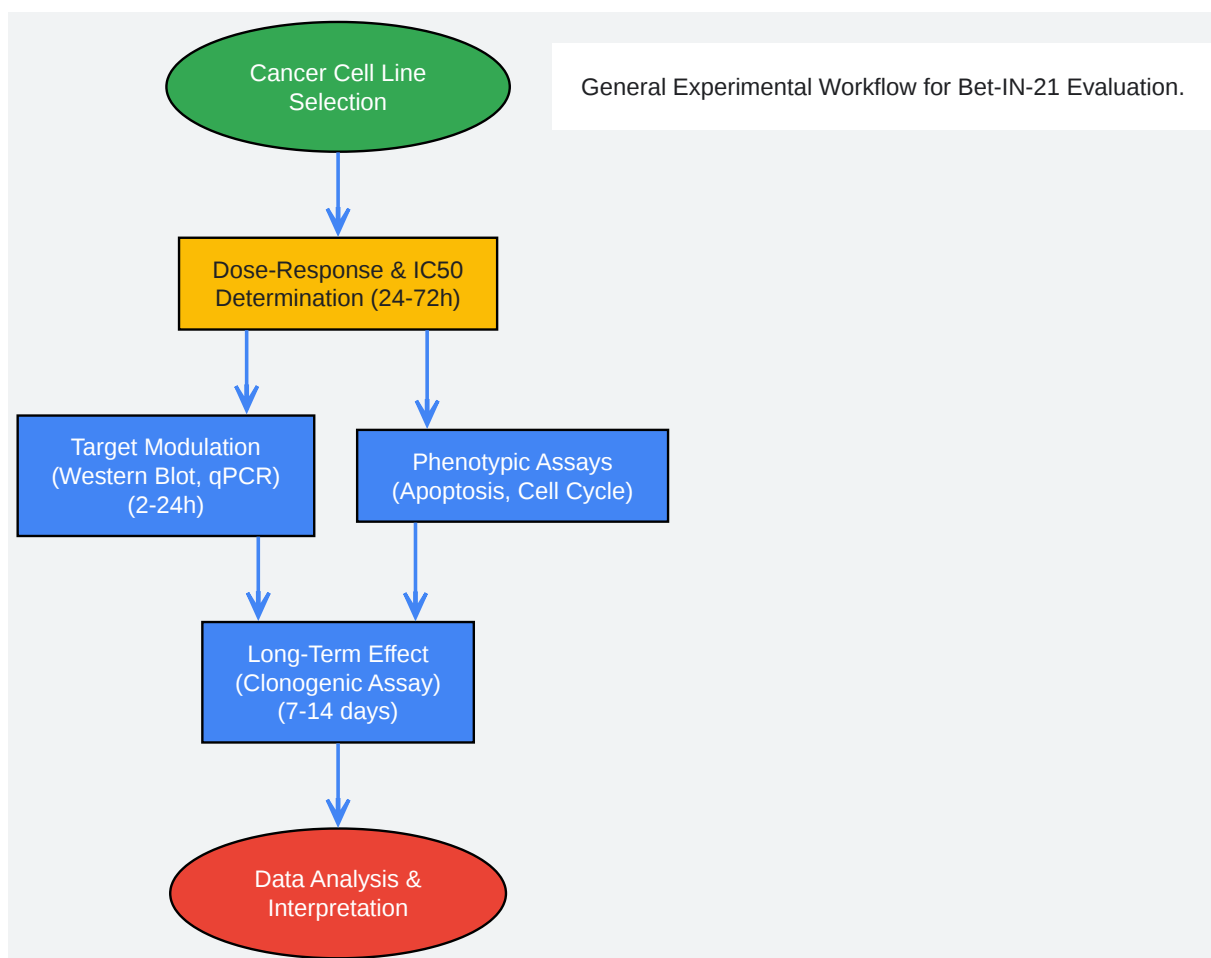 Cancer Cell Line
Selection
General Experimental Workflow for Bet-IN-21 Evaluation.
Dose-Response & IC50
Determination (24-72h)
Target Modulation
(Western Blot, qPCR)
(2-24h)
Phenotypic Assays
(Apoptosis, Cell Cycle)
Long-Term Effect
(Clonogenic Assay)
(7-14 days)
Data Analysis &
Interpretation